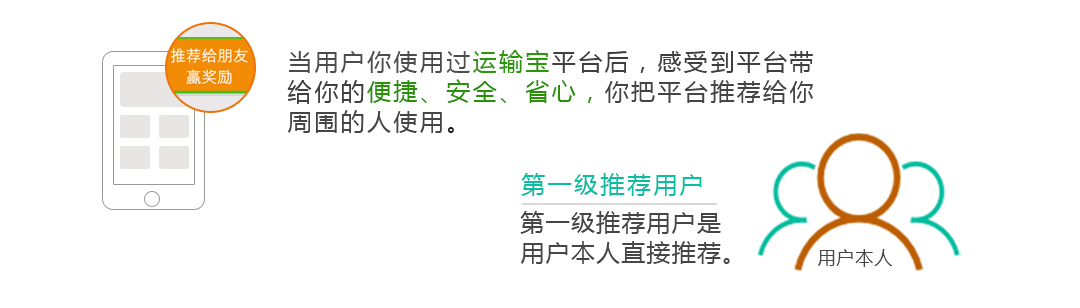 推荐给朋友
赢奖励
当用户你使用过运输宝平台后，感受到平台带
给你的便捷、安全、省心，你把平台推荐给你
周围的人使用。
第一级推荐用户
第一级推荐用户是
用户本人直接推荐。
用户本人